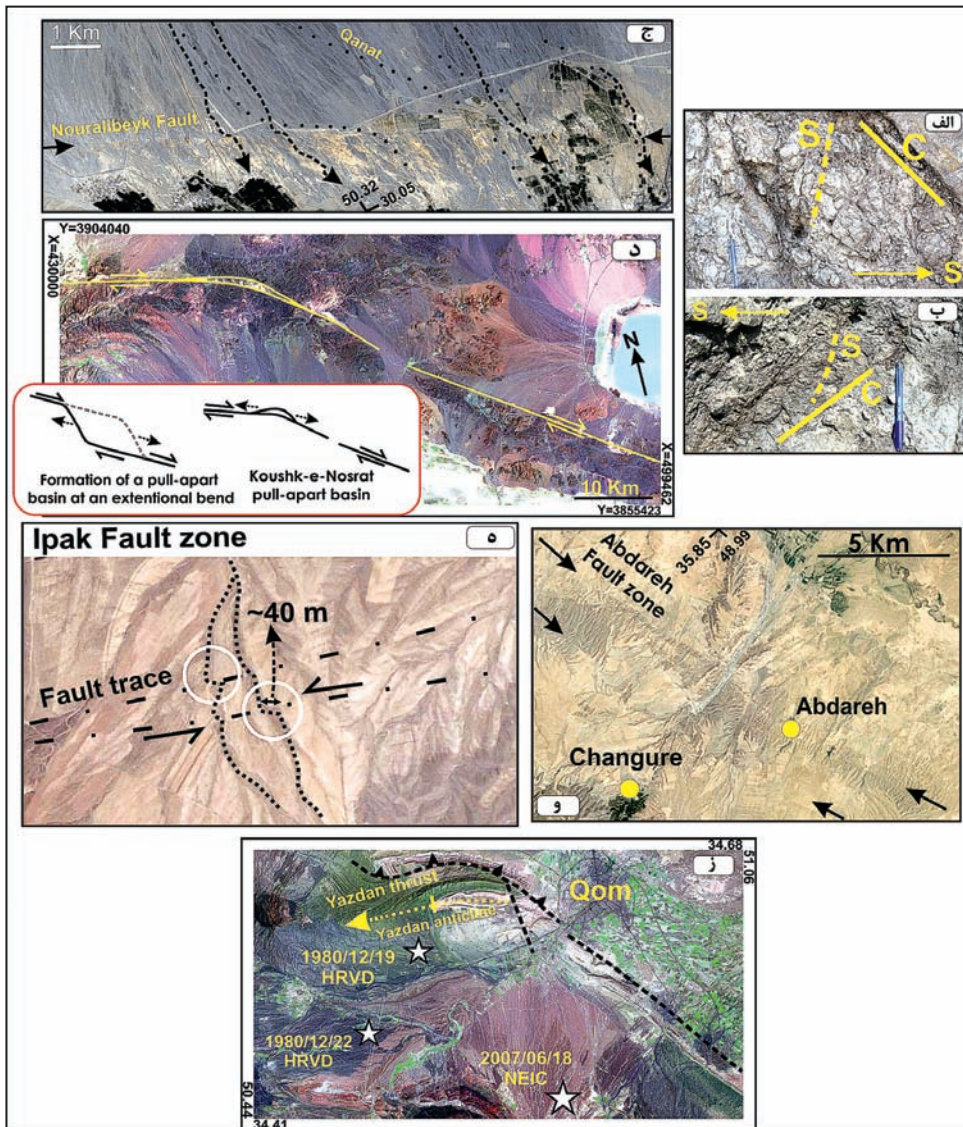 1 Km
Qanat
ج
Nouralibeyk Fault
50.32
30.05
الف
S
C
S
ب
S
S
C
Y=3904040
X=430000
د
N
10 Km
X=499462
Y=3855423
Formation of a pull-apart
basin at an extentional bend
Koushk-e-Nosrat
pull-apart basin
Ipak Fault zone
ه
~40 m
Fault trace
Abdareh
Fault zone
35.85
48.99
5 Km
Abdareh
Changure
و
34.68
51.06
ز
Yazdan thrust
Qom
Yazdan anticline
1980/12/19
HRVD
1980/12/22
HRVD
2007/06/18
NEIC
50.44
34.41